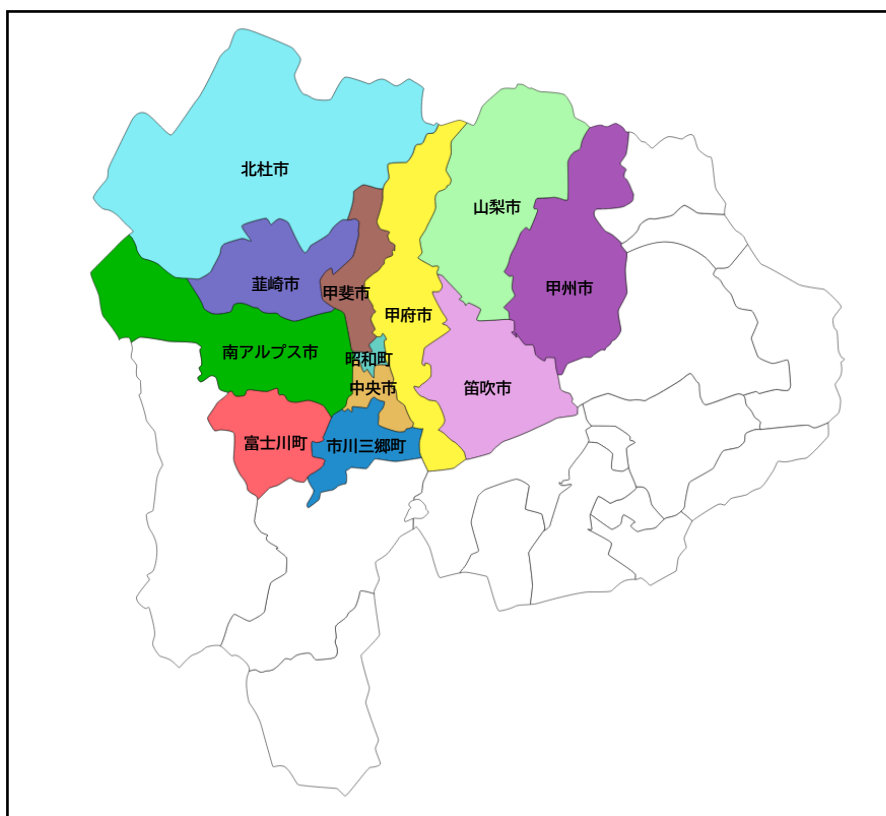 北杜市
山梨市
韮崎市
甲斐市
甲州市
甲府市
南アルプス市
昭和町
中央市
笛吹市
富士川町
市川三郷町